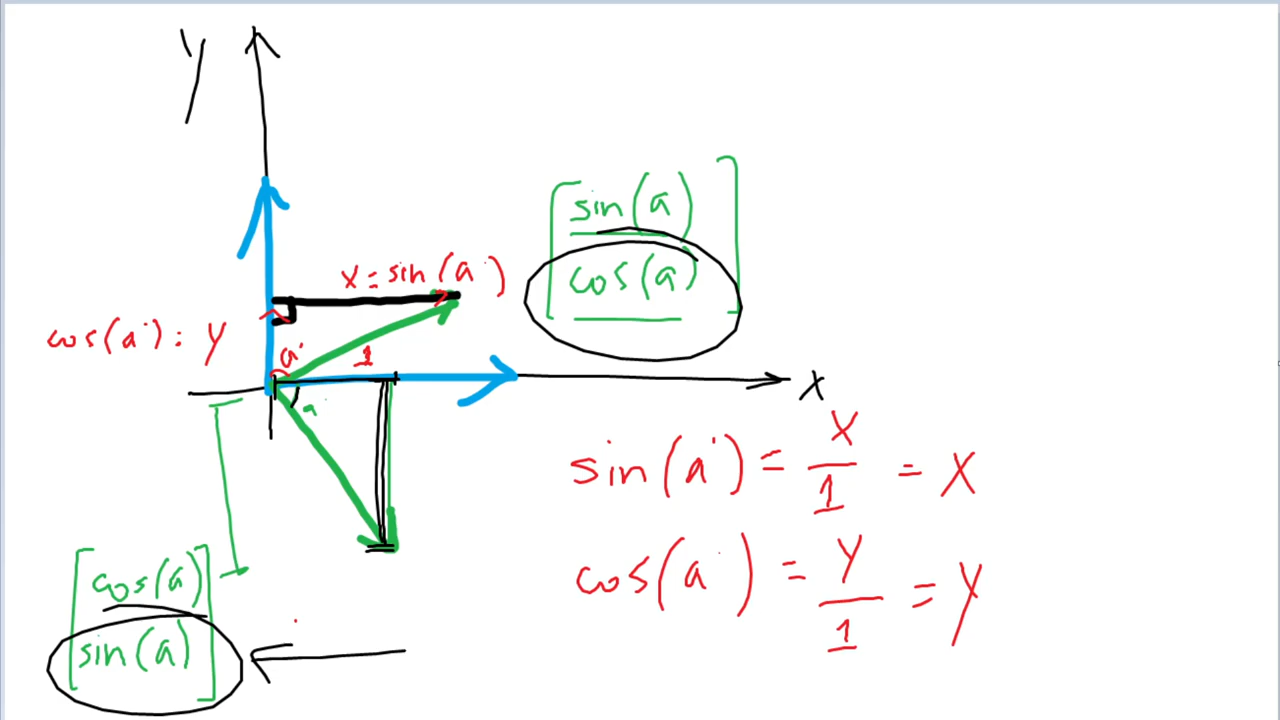 Y
[sin(a)
cos(a)]
x = sin(a)
cos(a) : y
a
1
X
a
sin(a) = x/1 = x
cos(a) = y/1 = y
[cos(a)
sin(a)]